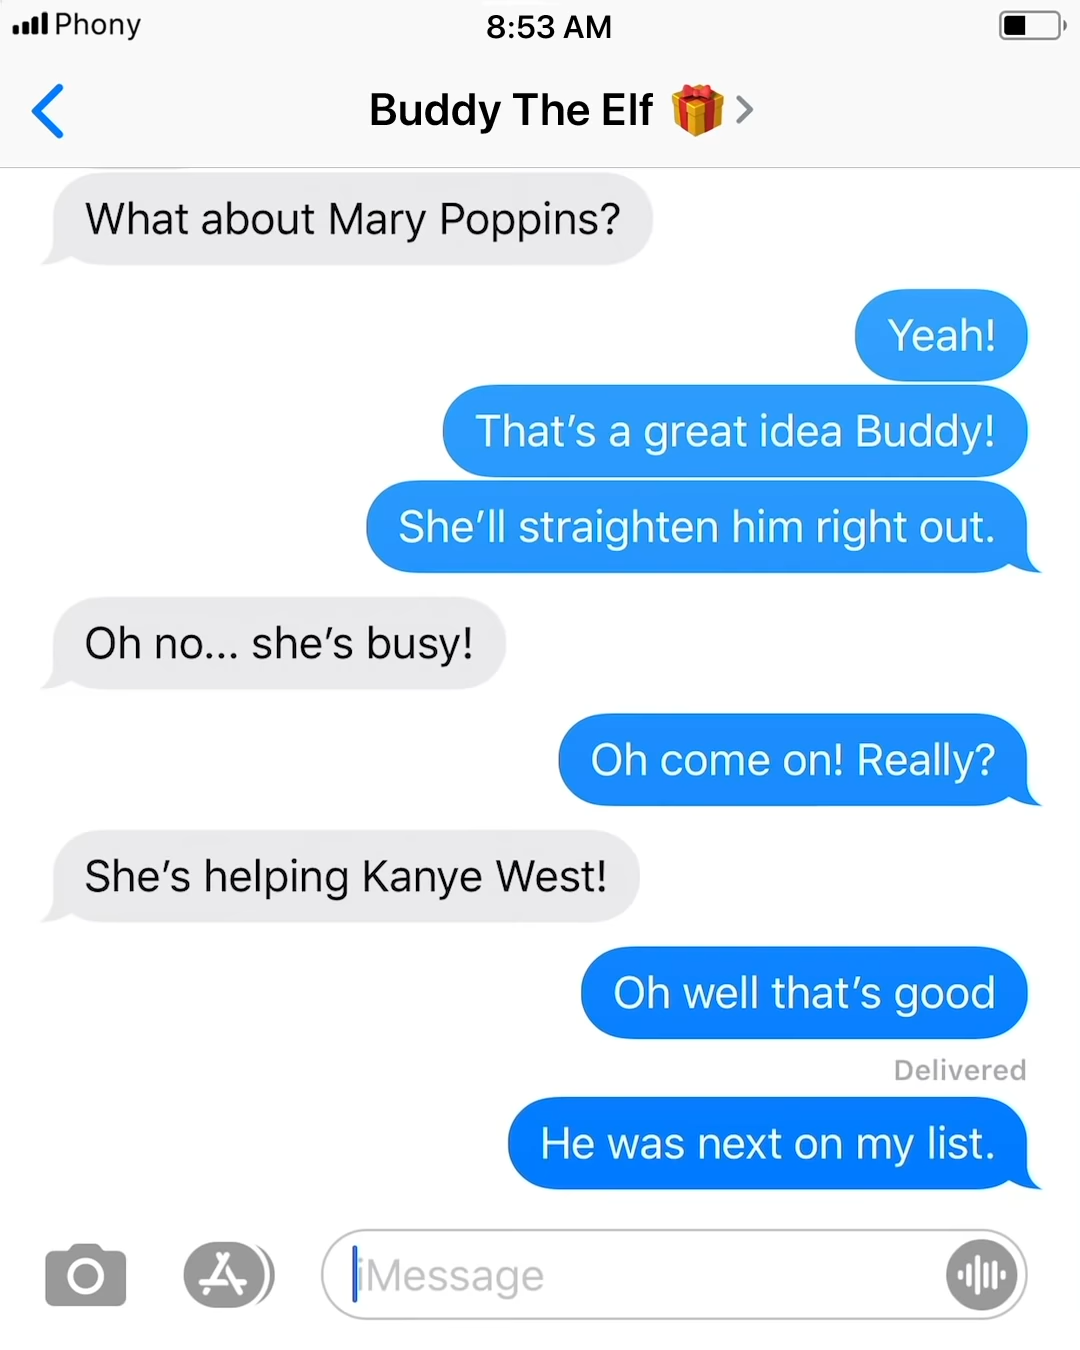 Phony
8:53 AM
Buddy The Elf
What about Mary Poppins?
Yeah!
That’s a great idea Buddy!
She’ll straighten him right out.
Oh no... she’s busy!
Oh come on! Really?
She’s helping Kanye West!
Oh well that’s good
Delivered
He was next on my list.
iMessage